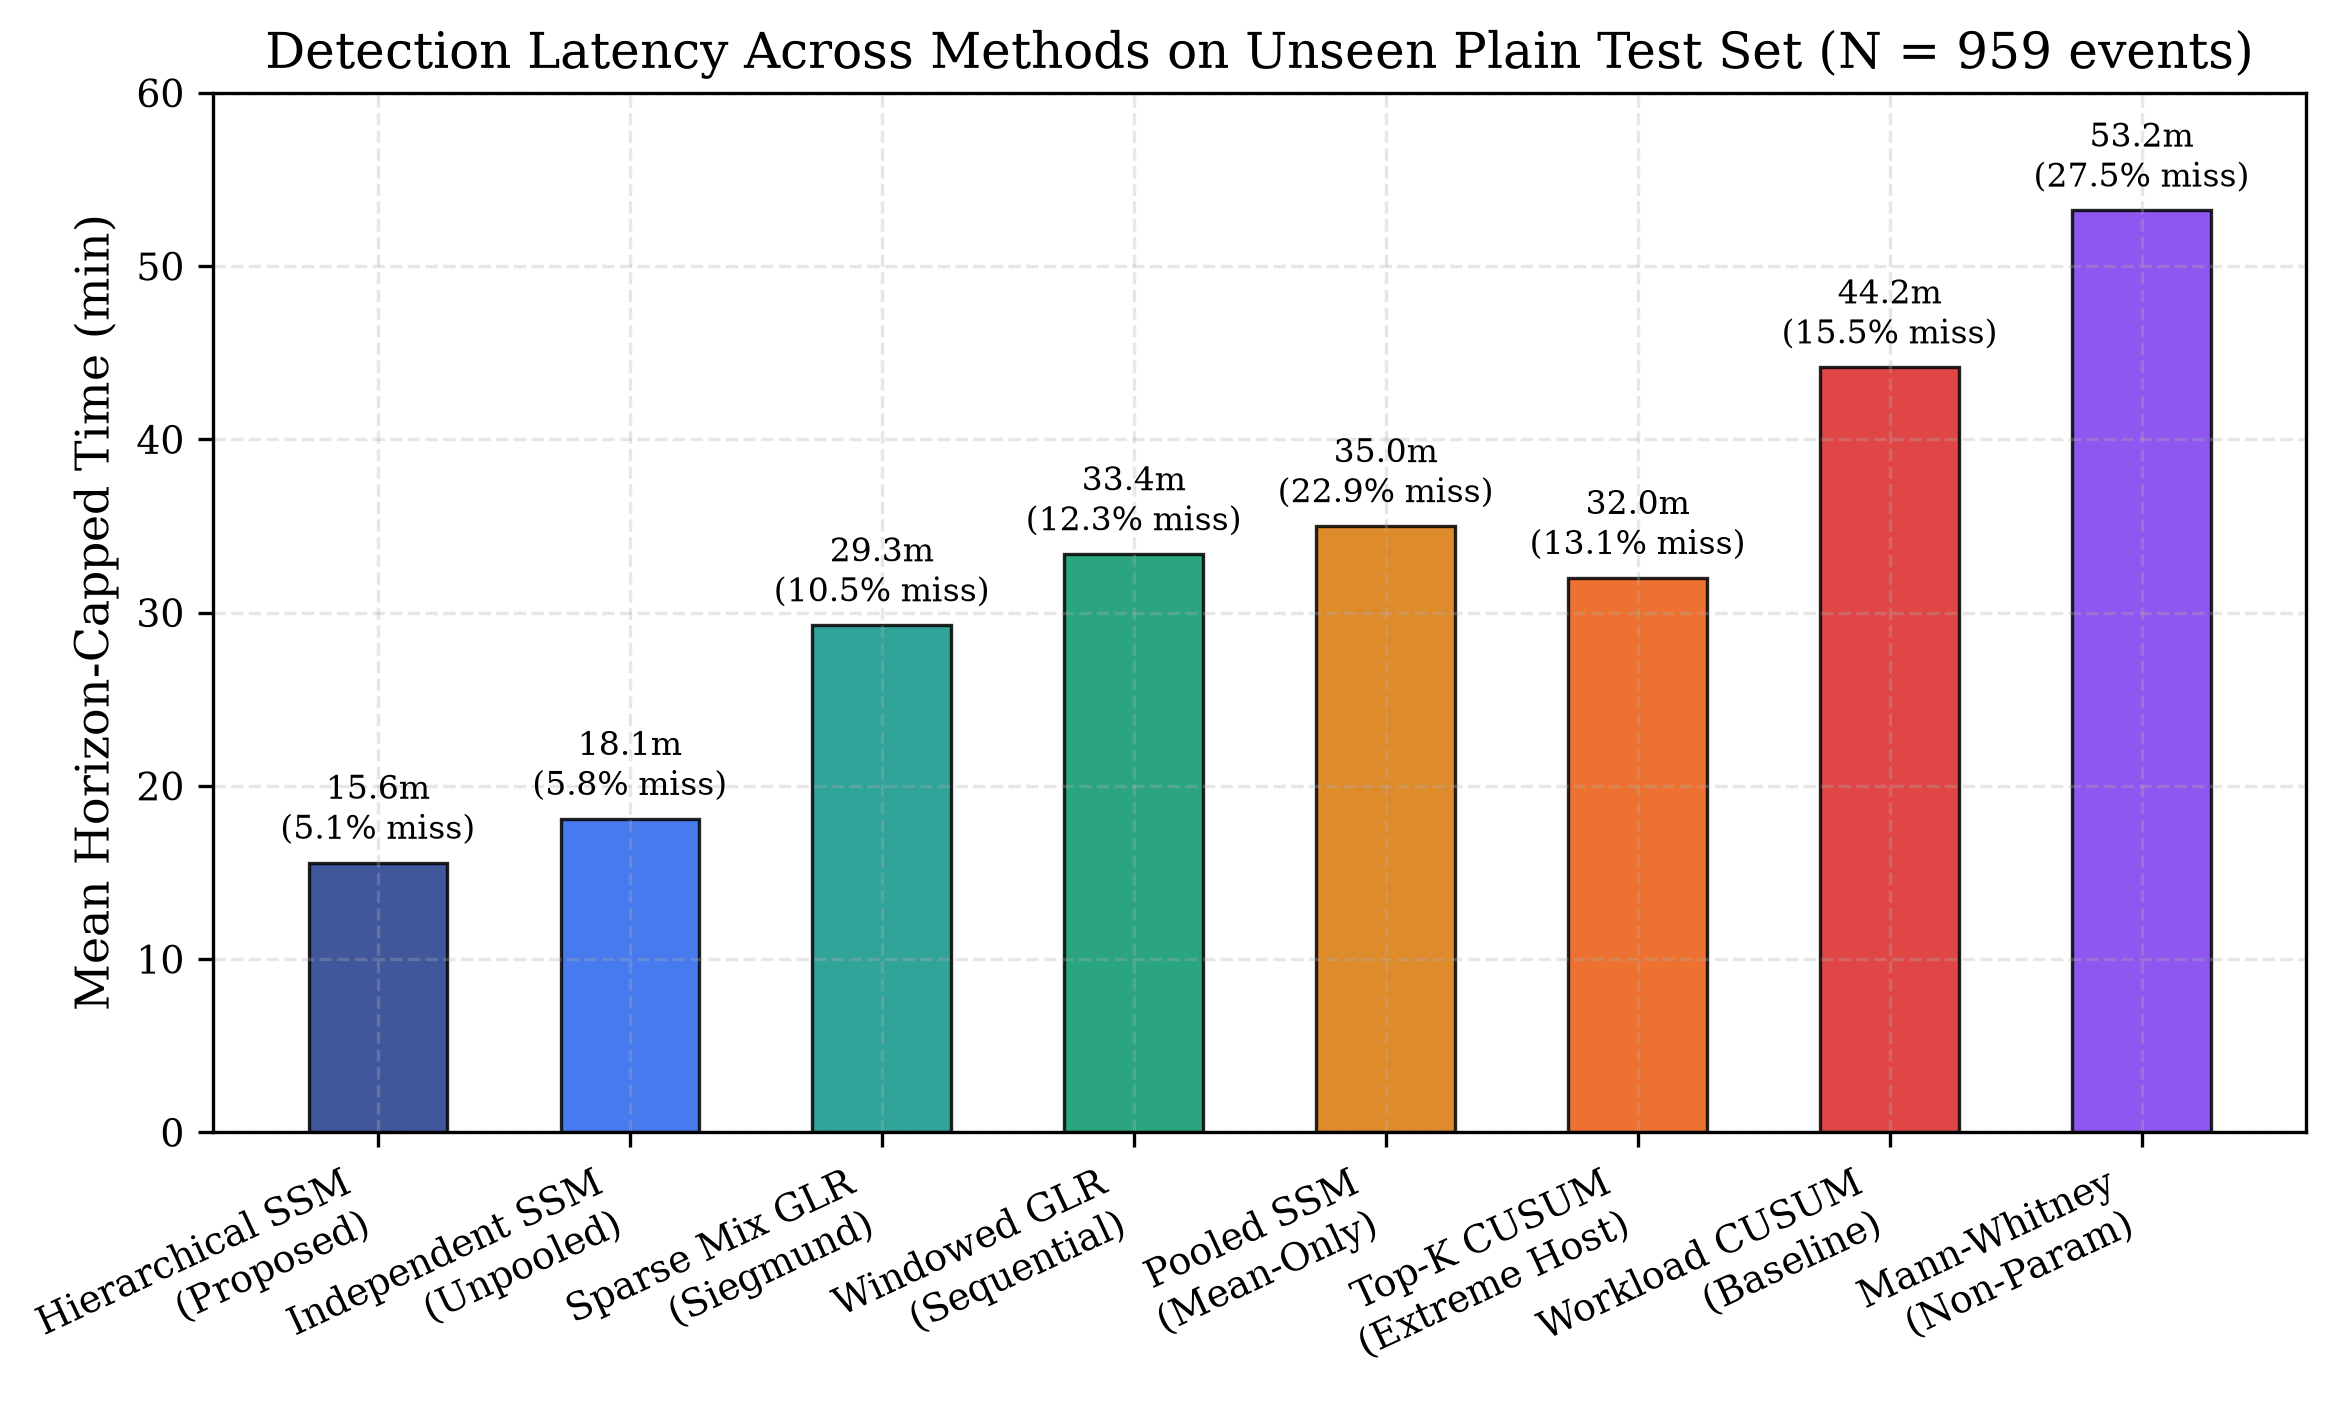 Detection Latency Across Methods on Unseen Plain Test Set (N = 959 events)
Mean Horizon-Capped Time (min)
60
50
40
30
20
10
0
15.6m
(5.1% miss)
18.1m
(5.8% miss)
29.3m
(10.5% miss)
33.4m
(12.3% miss)
35.0m
(22.9% miss)
32.0m
(13.1% miss)
44.2m
(15.5% miss)
53.2m
(27.5% miss)
Hierarchical SSM
(Proposed)
Independent SSM
(Unpooled)
Sparse Mix GLR
(Siegmund)
Windowed GLR
(Sequential)
Pooled SSM
(Mean-Only)
Top-K CUSUM
(Extreme Host)
Workload CUSUM
(Baseline)
Mann-Whitney
(Non-Param)